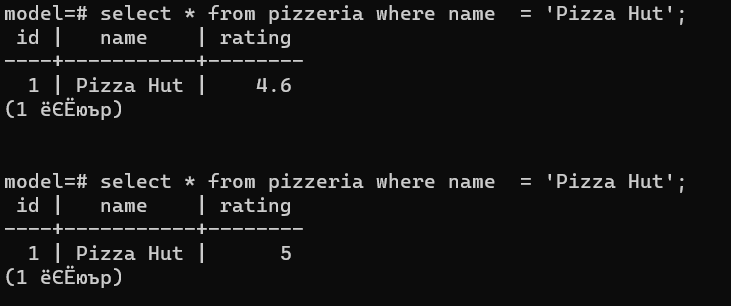 model=# select * from pizzeria where name  = 'Pizza Hut';
 id |   name    | rating
----+-----------+--------
  1 | Pizza Hut |    4.6
(1 ёЄЁюър)
model=# select * from pizzeria where name  = 'Pizza Hut';
 id |   name    | rating
----+-----------+--------
  1 | Pizza Hut |      5
(1 ёЄЁюър)